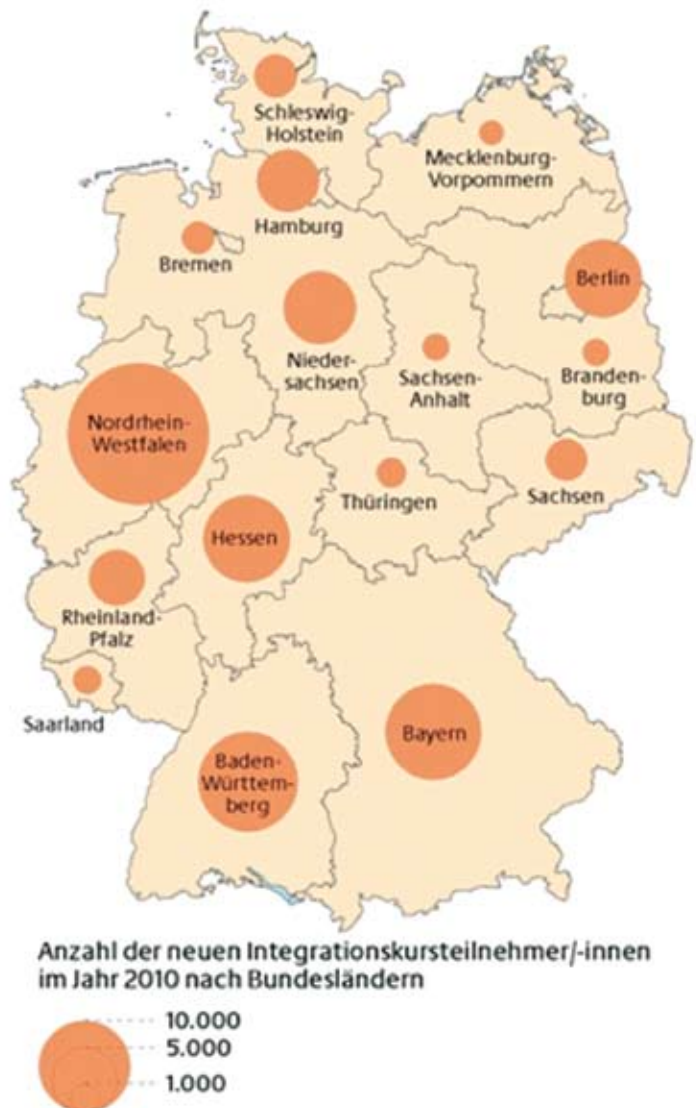 Schleswig-
Holstein
Mecklenburg-
Vorpommern
Hamburg
Bremen
Berlin
Nieder-
sachsen
Sachsen-
Anhalt
Branden-
burg
Nordrhein-
Westfalen
Thüringen
Sachsen
Hessen
Rheinland-
Pfalz
Saarland
Bayern
Baden-
Württem-
berg
Anzahl der neuen Integrationskursteilnehmer/-innen
im Jahr 2010 nach Bundesländern
10.000
5.000
1.000